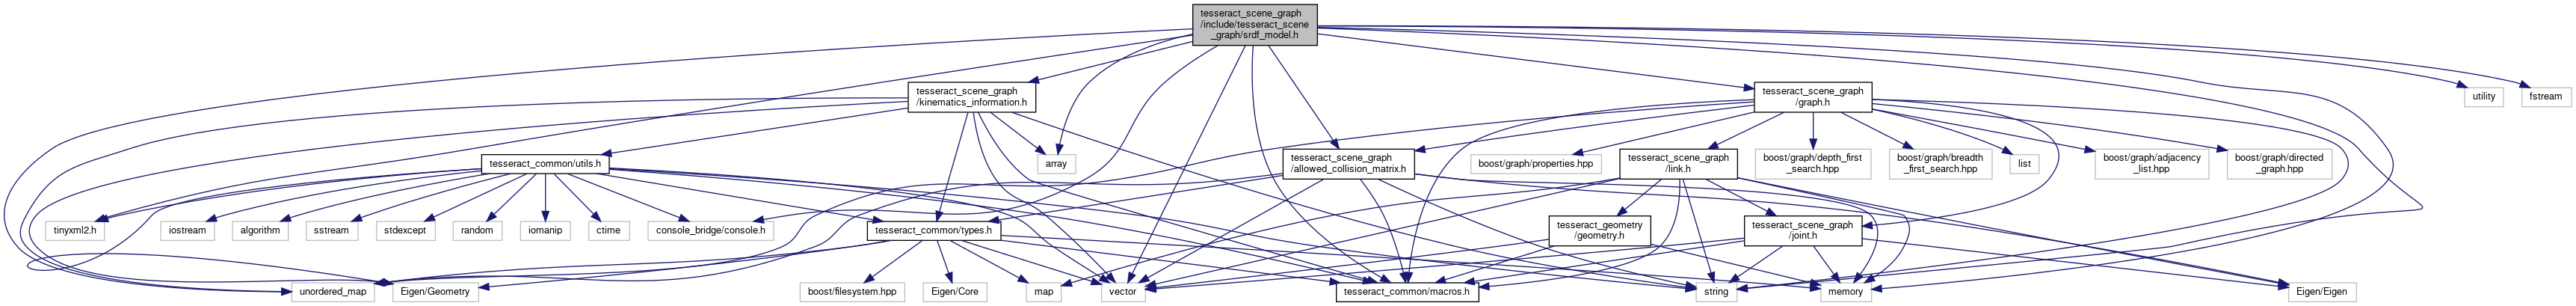 tesseract_scene_graph
/include/tesseract_scene
_graph/srdf_model.h
tesseract_scene_graph
/kinematics_information.h
tesseract_scene_graph
/graph.h
utility
fstream
tesseract_common/utils.h
array
tesseract_scene_graph
/allowed_collision_matrix.h
boost/graph/properties.hpp
tesseract_scene_graph
/link.h
boost/graph/depth_first
_search.hpp
boost/graph/breadth
_first_search.hpp
list
boost/graph/adjacency
_list.hpp
boost/graph/directed
_graph.hpp
tinyxml2.h
iostream
algorithm
sstream
stdexcept
random
iomanip
ctime
console_bridge/console.h
tesseract_common/types.h
tesseract_geometry
/geometry.h
tesseract_scene_graph
/joint.h
unordered_map
Eigen/Geometry
boost/filesystem.hpp
Eigen/Core
map
vector
tesseract_common/macros.h
string
memory
Eigen/Eigen